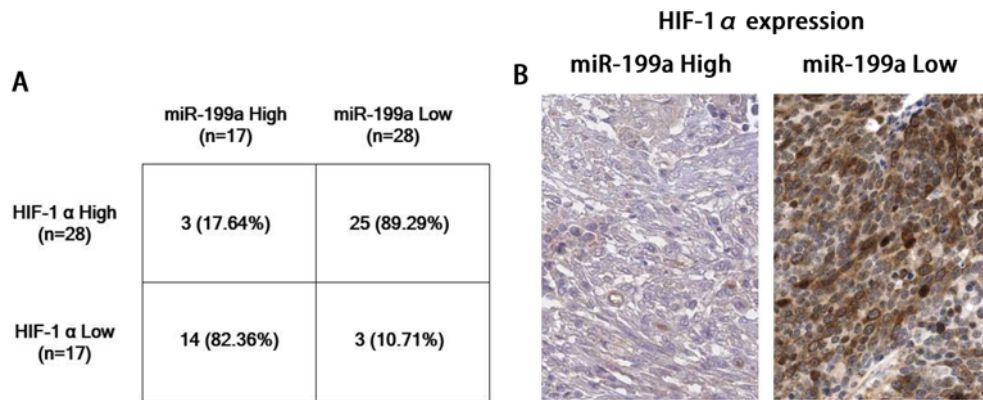 A
miR-199a High
(n=17)
miR-199a Low
(n=28)
HIF-1 α High
(n=28)
3 (17.64%)
25 (89.29%)
HIF-1 α Low
(n=17)
14 (82.36%)
3 (10.71%)
HIF-1 α expression
B
miR-199a High
miR-199a Low